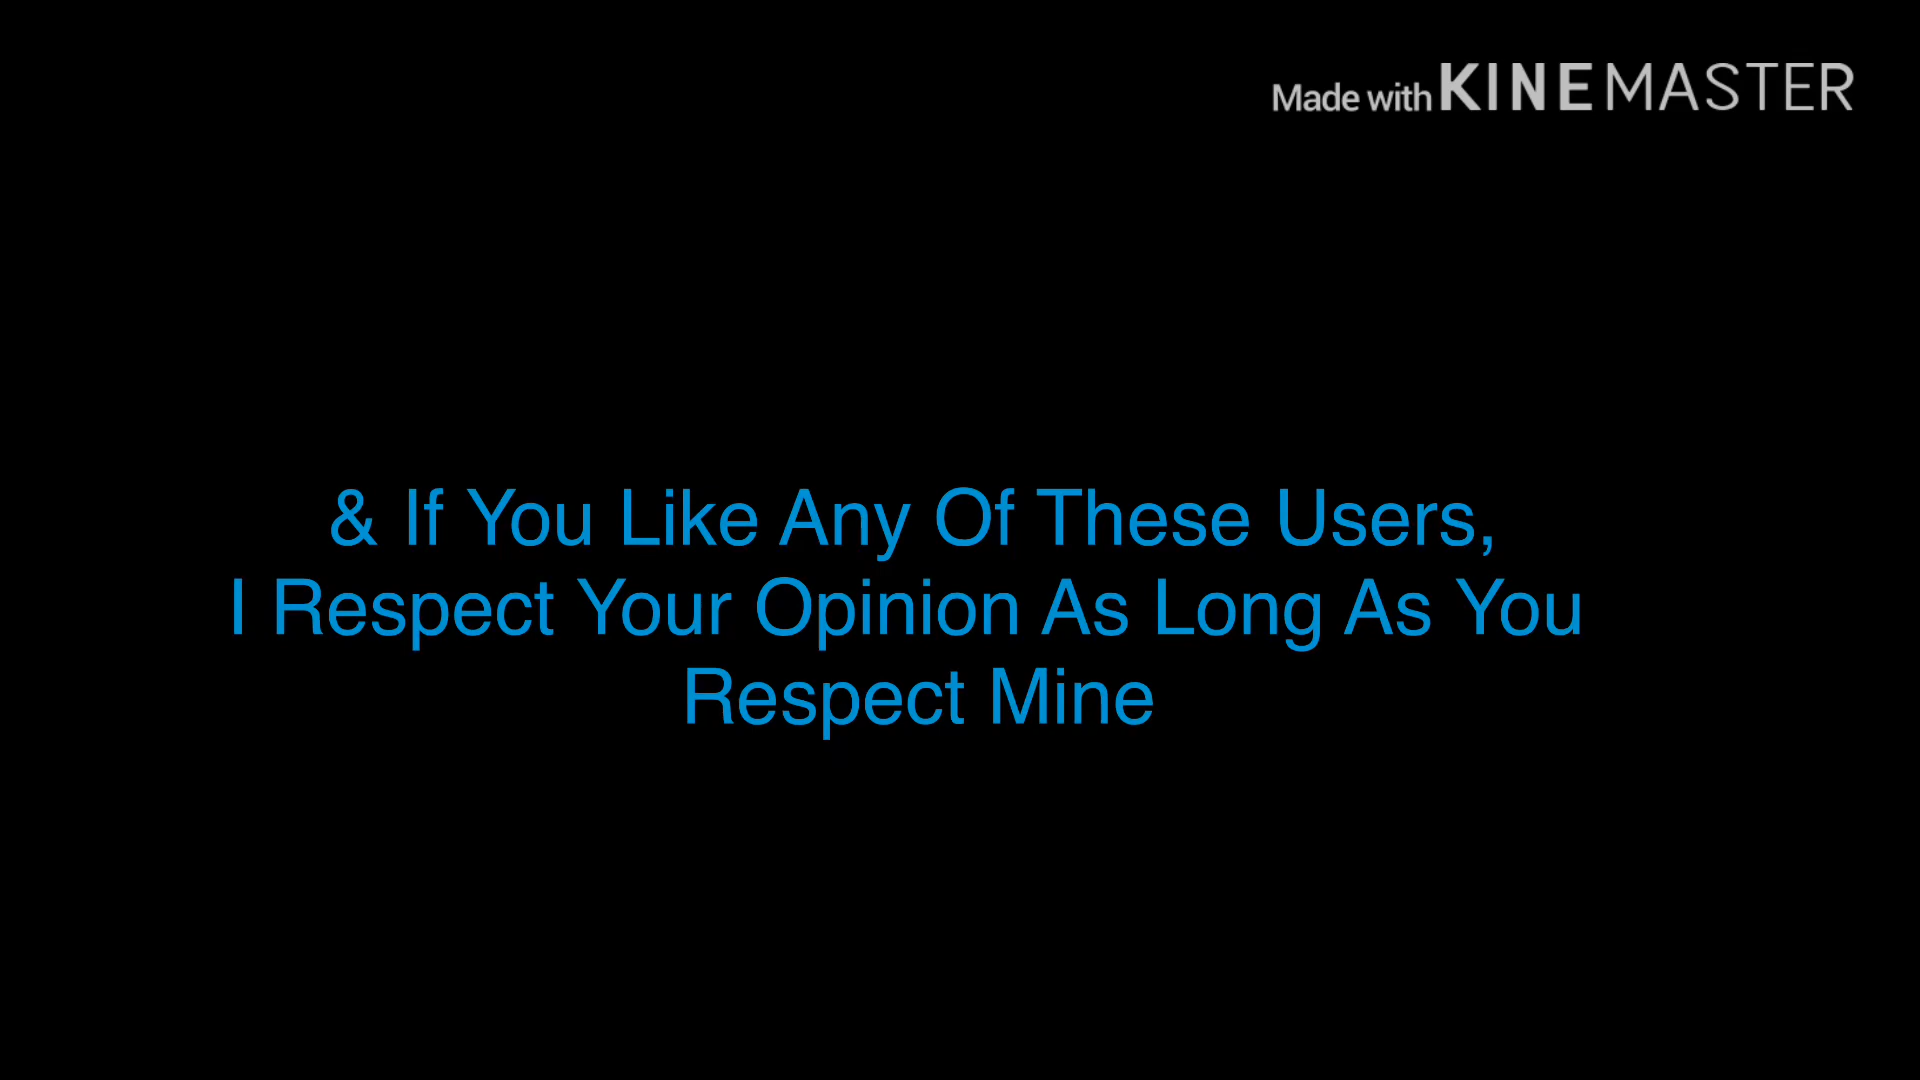 Made with KINEMASTER
& If You Like Any Of These Users,
I Respect Your Opinion As Long As You
Respect Mine